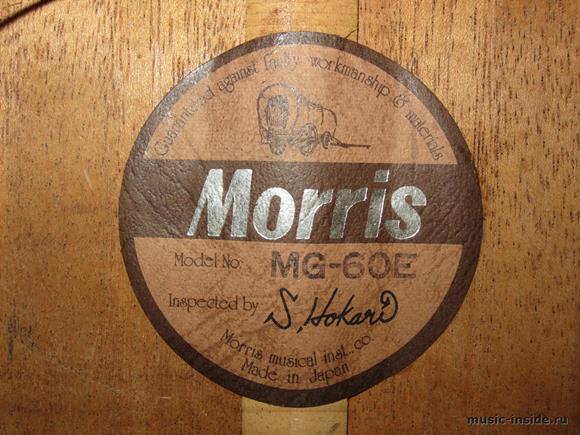 Guaranteed against faulty workmanship & materials
Morris
Model No. MG-60E
Inspected by S. Hokari
Morris musical inst., co.
Made in Japan
music-inside.ru